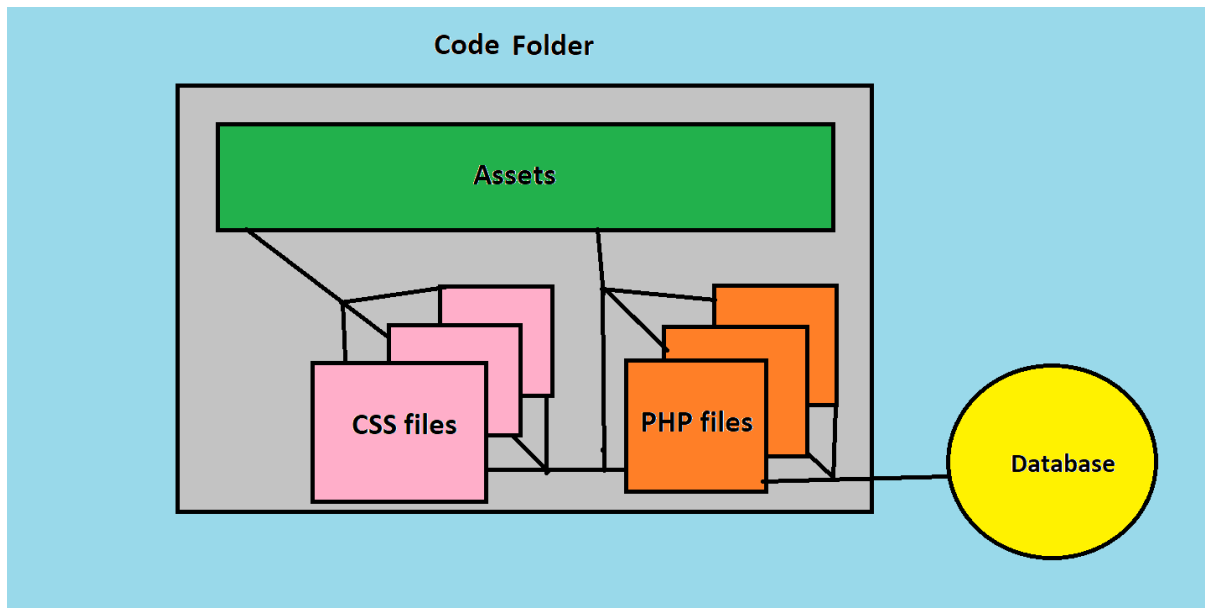 Code Folder
Assets
CSS files
PHP files
Database